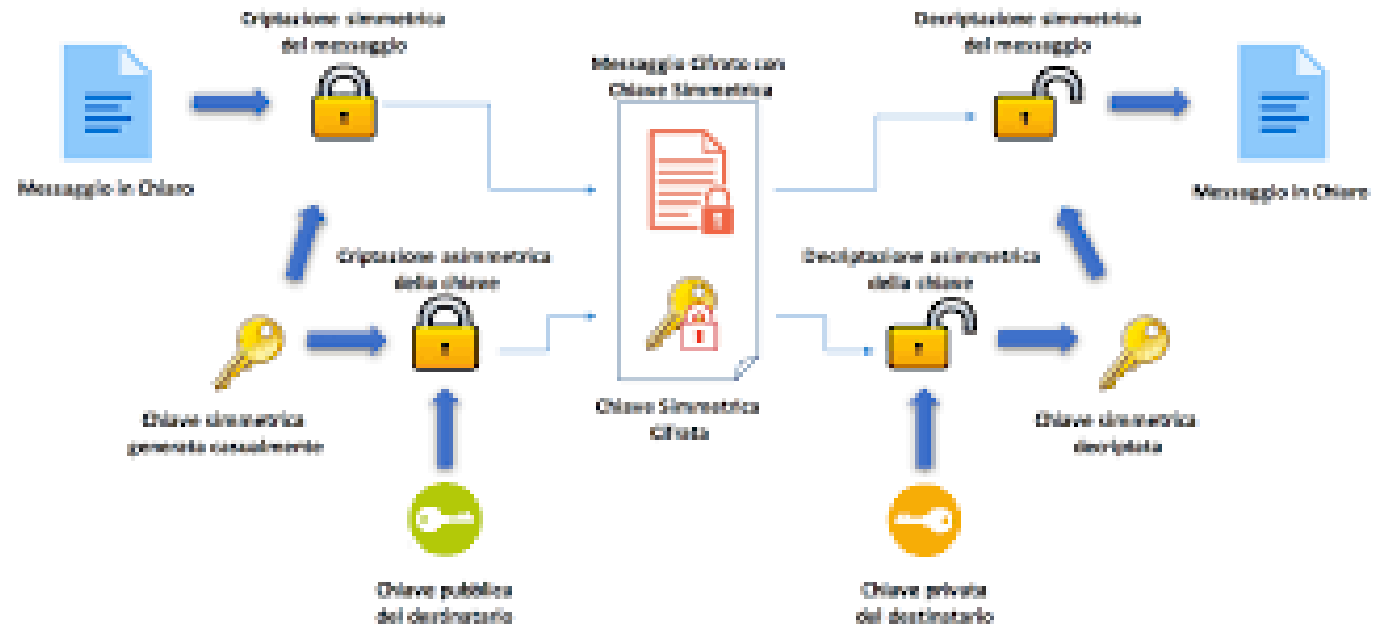 Criptazione simmetrica
del messaggio
Decriptazione simmetrica
del messaggio
Messaggio Cifrato con
Chiave Simmetrica
Messaggio in Chiaro
Messaggio in Chiaro
Criptazione asimmetrica
della chiave
Decriptazione asimmetrica
della chiave
Chiave simmetrica
generata casualmente
Chiave Simmetrica
Cifrata
Chiave simmetrica
decriptata
Chiave pubblica
del destinatario
Chiave privata
del destinatario